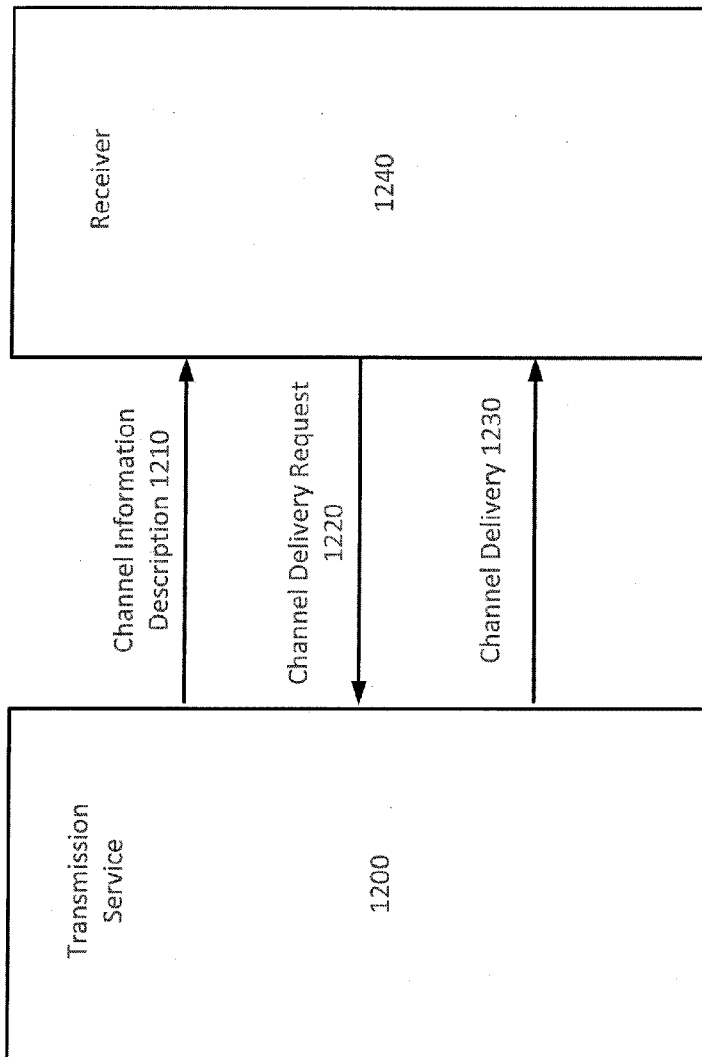 Transmission
Service
1200
Channel Information
Description 1210
Channel Delivery Request
1220
Channel Delivery 1230
Receiver
1240